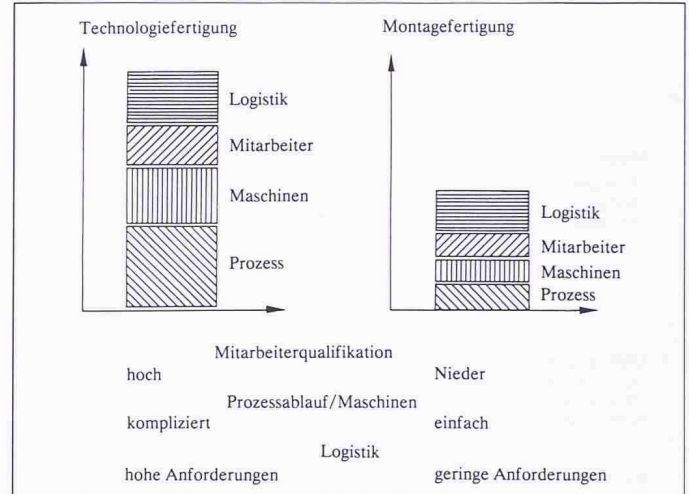 Technologiefertigung
Logistik
Mitarbeiter
Maschinen
Prozess
Montagefertigung
Logistik
Mitarbeiter
Maschinen
Prozess
Mitarbeiterqualifikation
hoch Nieder
Prozessablauf/Maschinen
kompliziert einfach
Logistik
hohe Anforderungen geringe Anforderungen